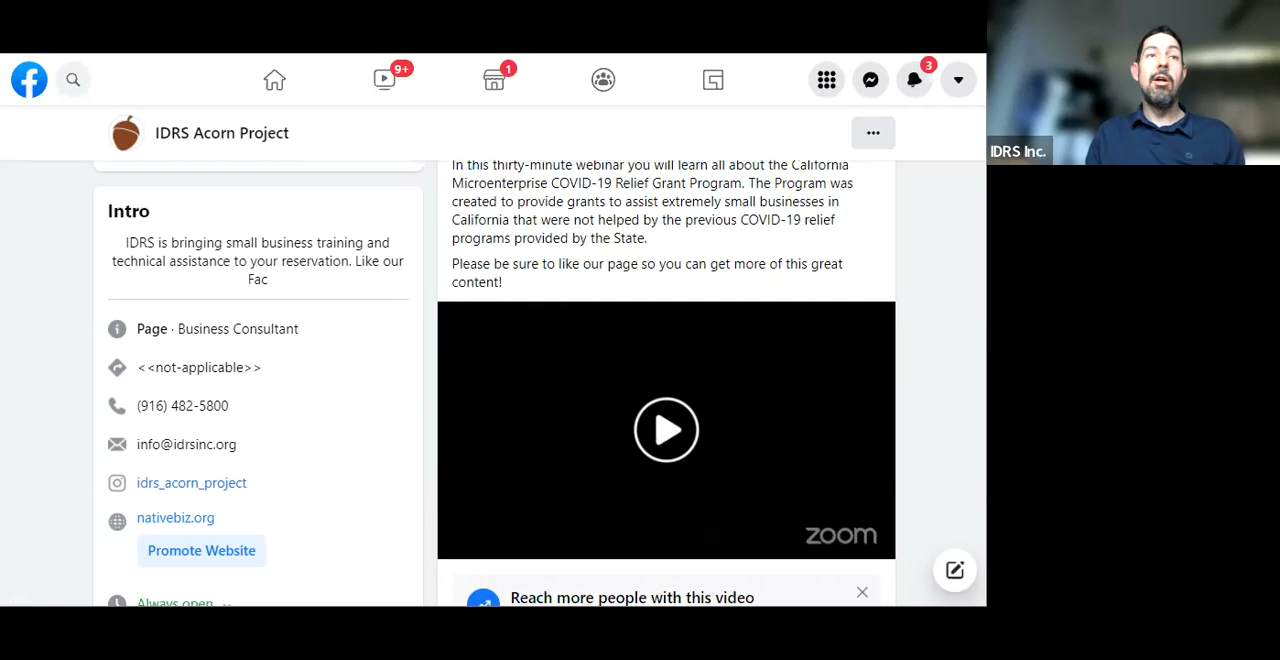 9+
1
3
IDRS Acorn Project
IDRS Inc.
Intro
IDRS is bringing small business training and
technical assistance to your reservation. Like our
Fac
Page · Business Consultant
<<not-applicable>>
(916) 482-5800
info@idrsinc.org
idrs_acorn_project
nativebiz.org
Promote Website
Always open
In this thirty-minute webinar you will learn all about the California
Microenterprise COVID-19 Relief Grant Program. The Program was
created to provide grants to assist extremely small businesses in
California that were not helped by the previous COVID-19 relief
programs provided by the State.
Please be sure to like our page so you can get more of this great
content!
zoom
Reach more people with this video